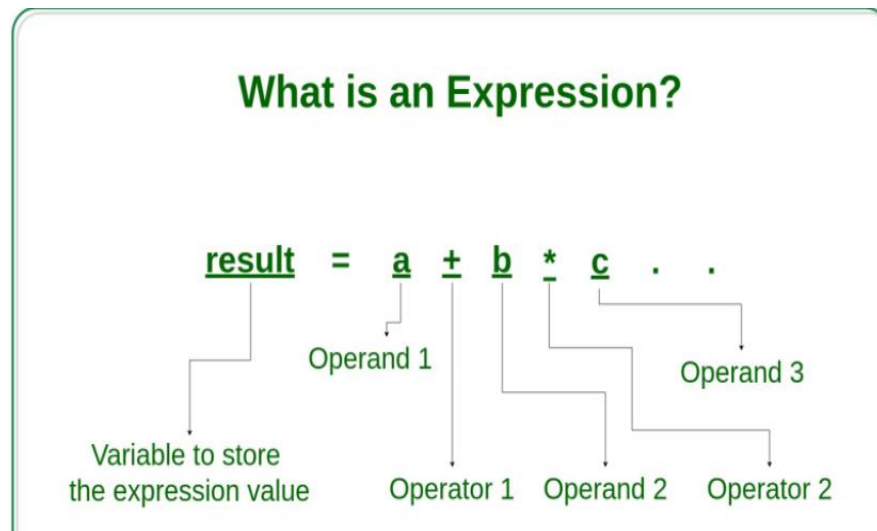 What is an Expression?
result = a + b * c . .
Operand 1
Operand 3
Variable to store
the expression value
Operator 1 Operand 2 Operator 2